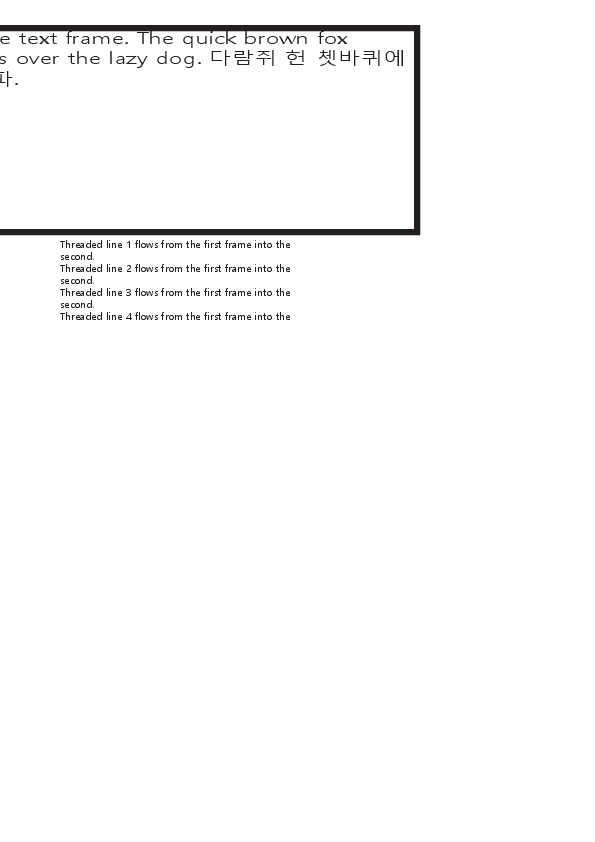 e text frame. The quick brown fox
s over the lazy dog. 다람쥐 헌 쳇바퀴에
파.
Threaded line 1 flows from the first frame into the
second.
Threaded line 2 flows from the first frame into the
second.
Threaded line 3 flows from the first frame into the
second.
Threaded line 4 flows from the first frame into the